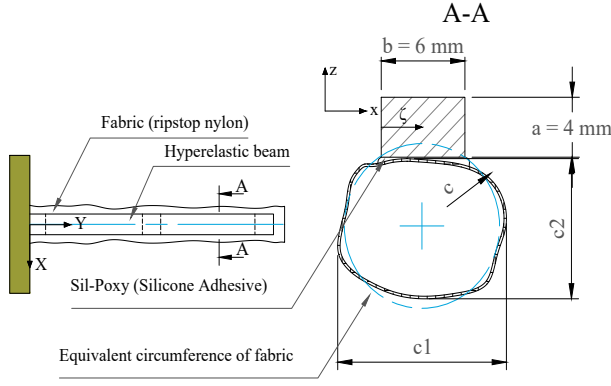 A-A
b = 6 mm
z
x
ζ
a = 4 mm
Fabric (ripstop nylon)
Hyperelastic beam
A
Y
A
X
c
c2
Sil-Poxy (Silicone Adhesive)
Equivalent circumference of fabric
c1